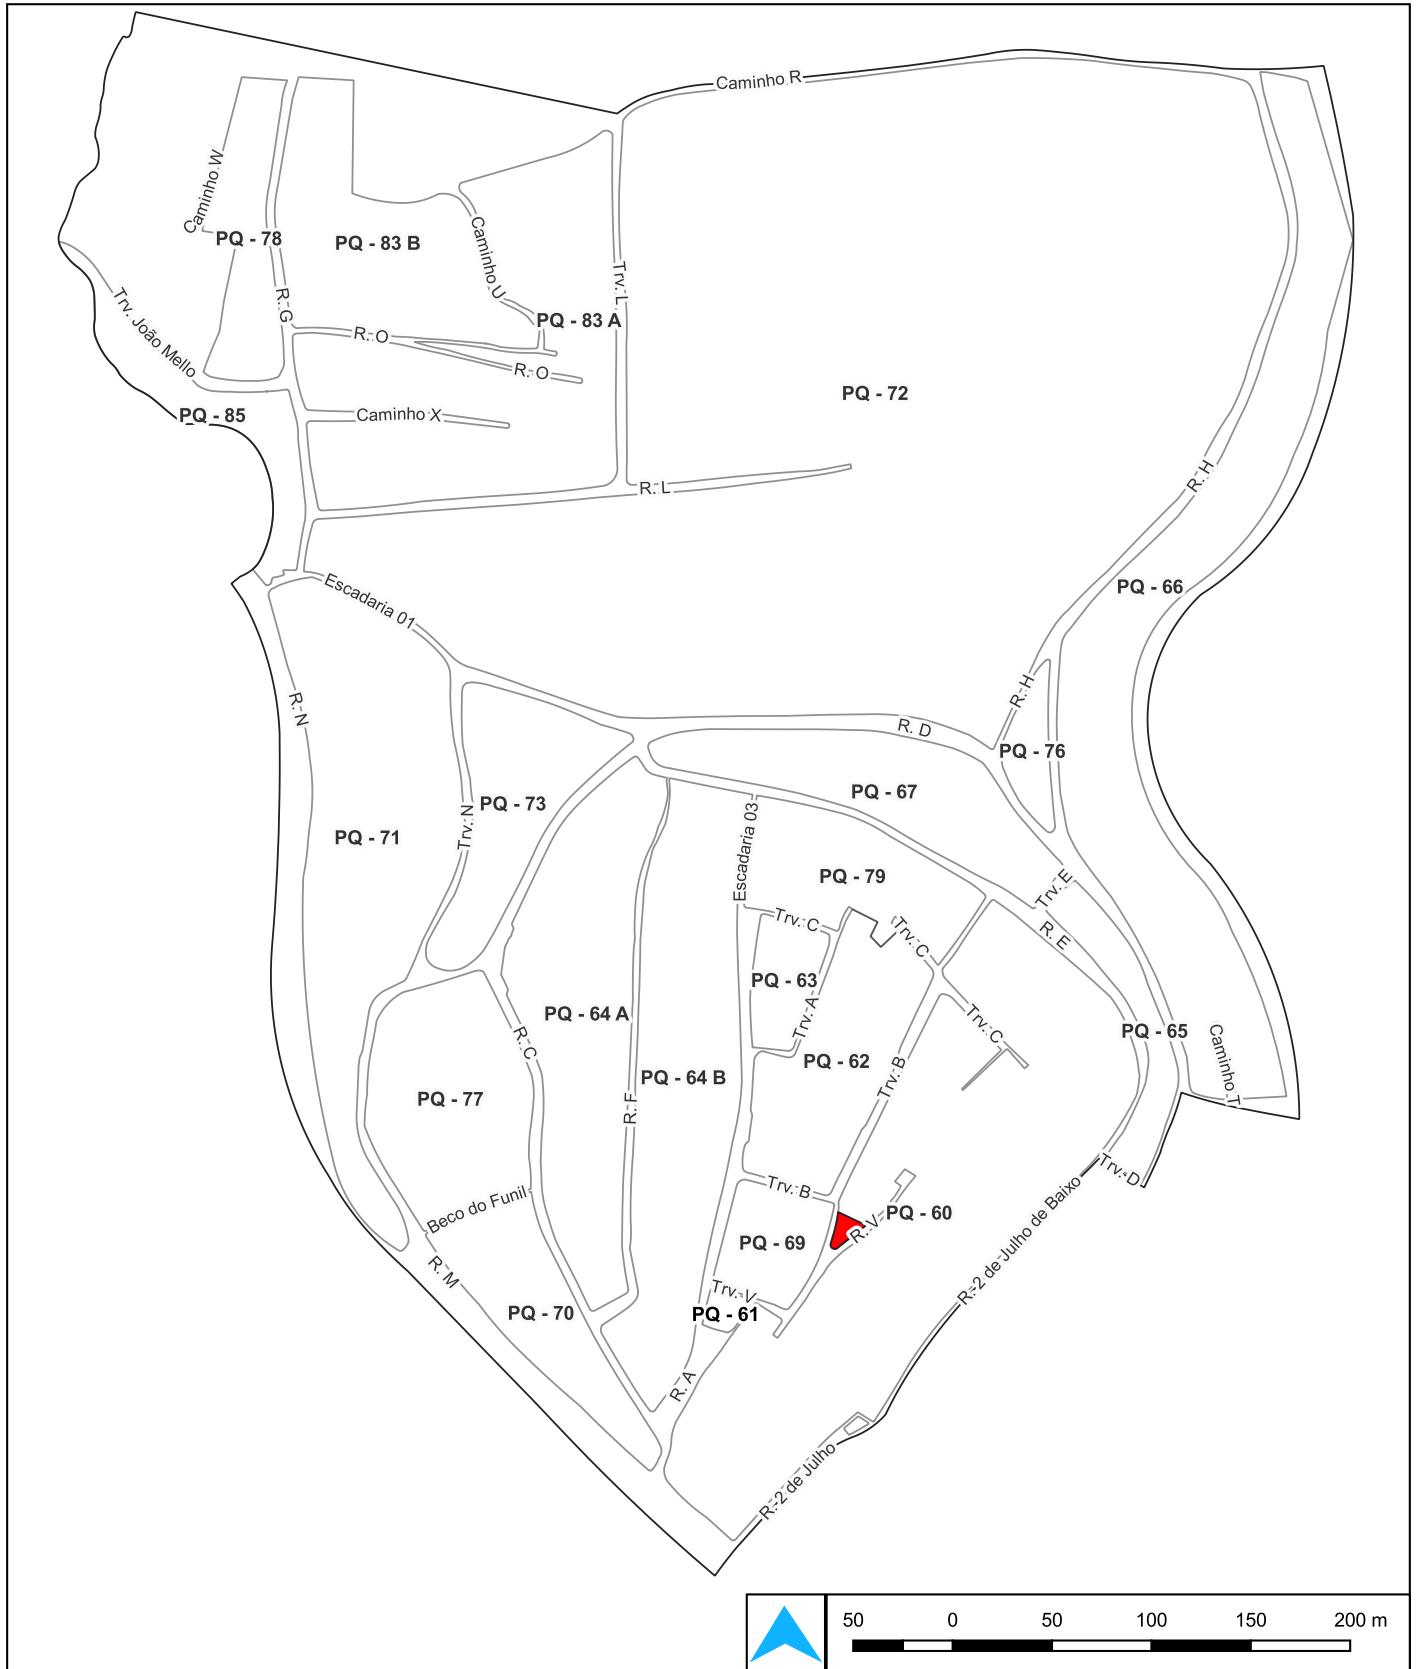 Caminho R
Caminho W
PQ - 78
PQ - 83 B
Caminho U
Trv. L
R. G
PQ - 83 A
Trv. João Mello
R. O
R. O
PQ - 72
PQ - 85
Caminho X
R. L
R. H
PQ - 66
Escadaria 01
R. N
R. H
R. D
PQ - 76
PQ - 67
PQ - 73
Trv. N
PQ - 71
Escadaria 03
PQ - 79
Trv. E
Trv. C
Trv. C
R. E
PQ - 63
Trv. A
PQ - 64 A
Trv. C
PQ - 65
R. C
PQ - 62
Caminho T
PQ - 64 B
Trv. B
PQ - 77
R. F
Trv. D
Trv. B
Beco do Funil
PQ - 60
R. V
PQ - 69
R. 2 de Julho de Baixo
R. M
Trv. V
PQ - 70
PQ - 61
R. A
R. 2 de Julho
50 0 50 100 150 200 m